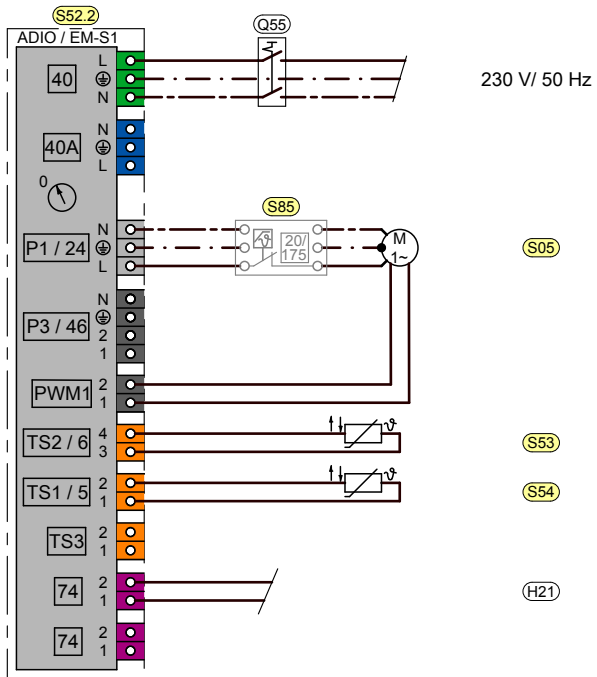 S52.2
ADIO / EM-S1
Q55
L
40
N
230 V/ 50 Hz
N
40A
L
0
S85
N
P1 / 24
L
20/
175
M
1~
S05
N
P3 / 46
2
1
PWM1
2
1
TS2 / 6
4
3
ϑ
S53
TS1 / 5
2
1
ϑ
S54
TS3
2
1
74
2
1
H21
74
2
1